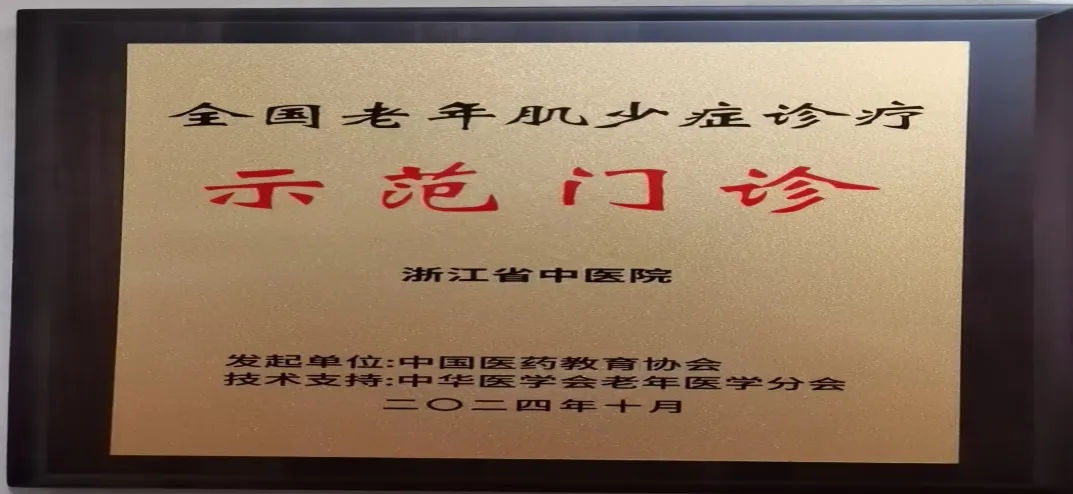 全国老年肌少症诊疗
示范门诊
浙江省中医院
发起单位:中国医药教育协会
技术支持:中华医学会老年医学分会
二〇二四年十月